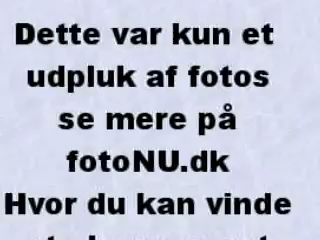 Dette var kun et
udpluk af fotos
se mere på
fotoNU.dk
Hvor du kan vinde